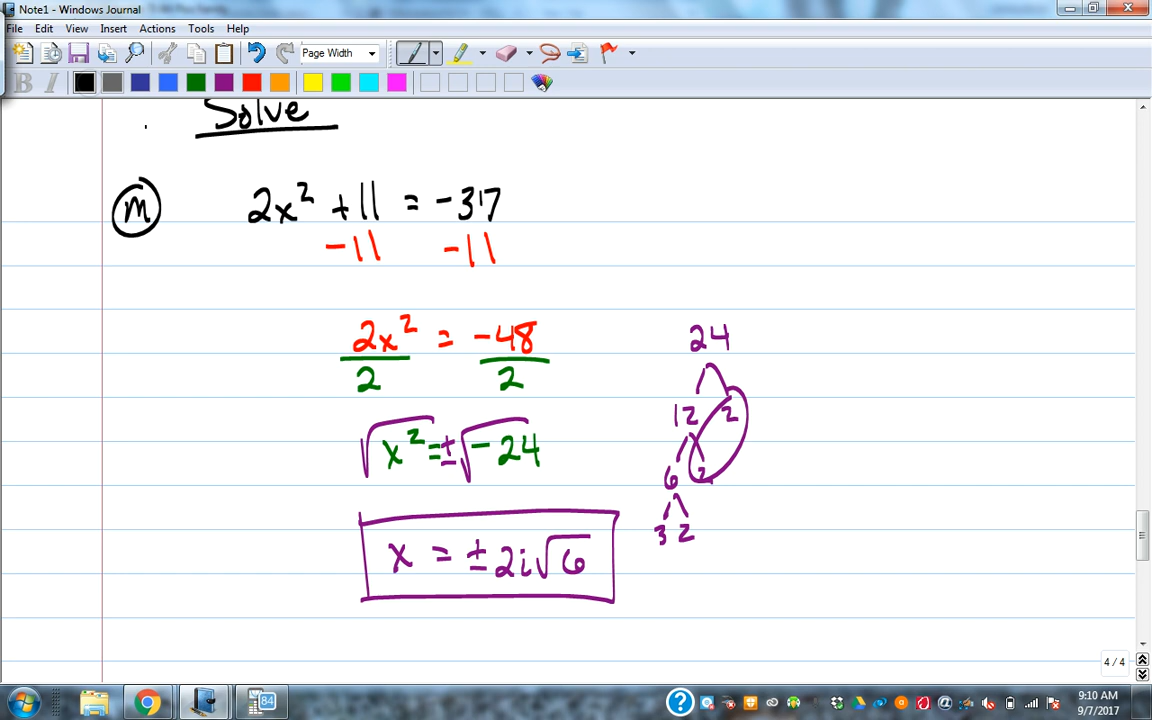 Note1 - Windows Journal
File Edit View Insert Actions Tools Help
Page Width
B I
Solve
m 2x² + 11 = -37
-11 -11
2x² = -48
2 2
√x² = ±√-24
x = ±2i√6
24
12 2
6 2
3 2
4 / 4
84
9:10 AM
9/7/2017